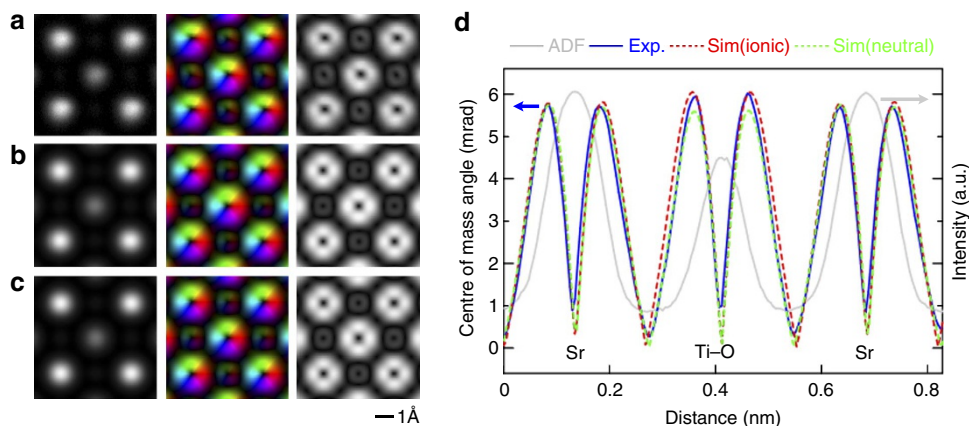 a
b
c
1Å
d
ADF Exp. Sim(ionic) Sim(neutral)
Centre of mass angle (mrad)
6
5
4
3
2
1
0
Sr Ti–O Sr
0 0.2 0.4 0.6 0.8
Distance (nm)
Intensity (a.u.)